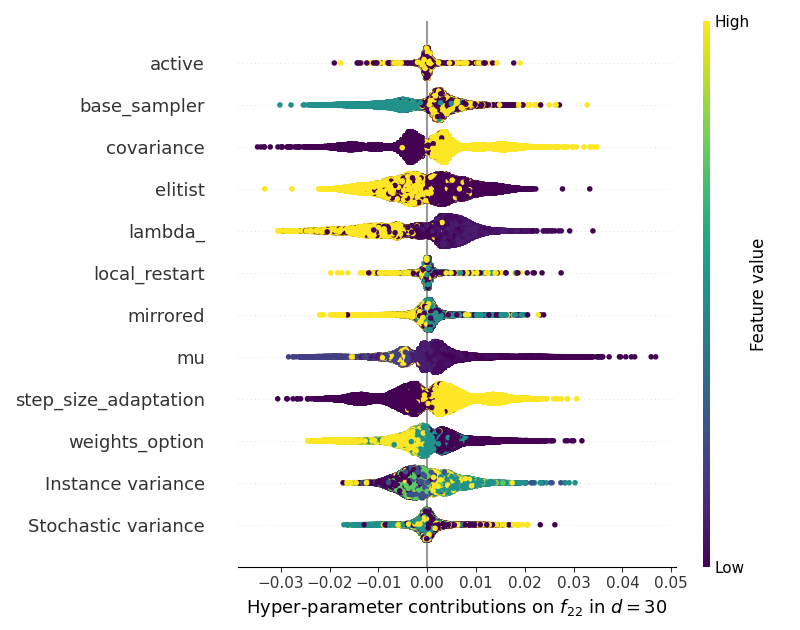 High
active
base_sampler
covariance
elitist
lambda_
local_restart
mirrored
mu
step_size_adaptation
weights_option
Instance variance
Stochastic variance
Feature value
Low
−0.03 −0.02 −0.01 0.00 0.01 0.02 0.03 0.04 0.05
Hyper-parameter contributions on f₂₂ in d = 30